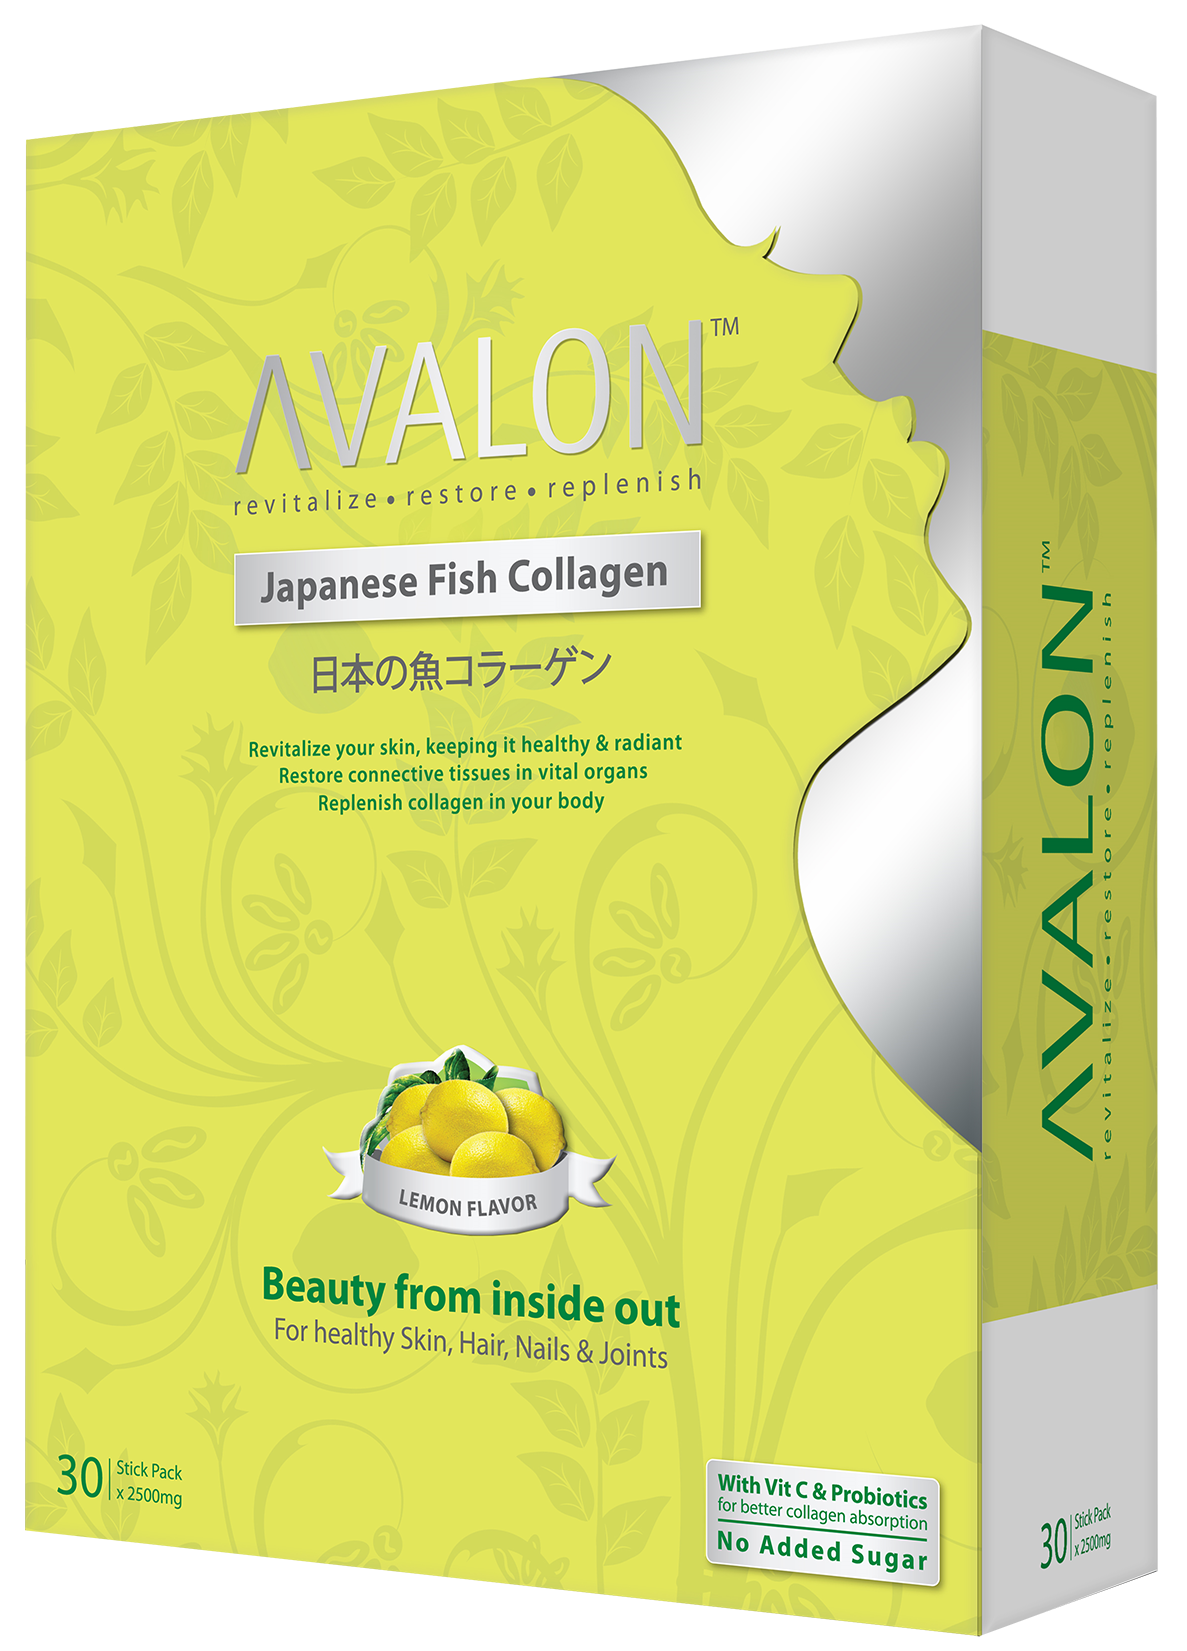 AVALON™
revitalize • restore • replenish
Japanese Fish Collagen
日本の魚コラーゲン
Revitalize your skin, keeping it healthy & radiant
Restore connective tissues in vital organs
Replenish collagen in your body
LEMON FLAVOR
Beauty from inside out
For healthy Skin, Hair, Nails & Joints
30
Stick Pack
x 2500mg
With Vit C & Probiotics
for better collagen absorption
No Added Sugar
AVALON™
revitalize • restore • replenish
30
Stick Pack
x 2500mg